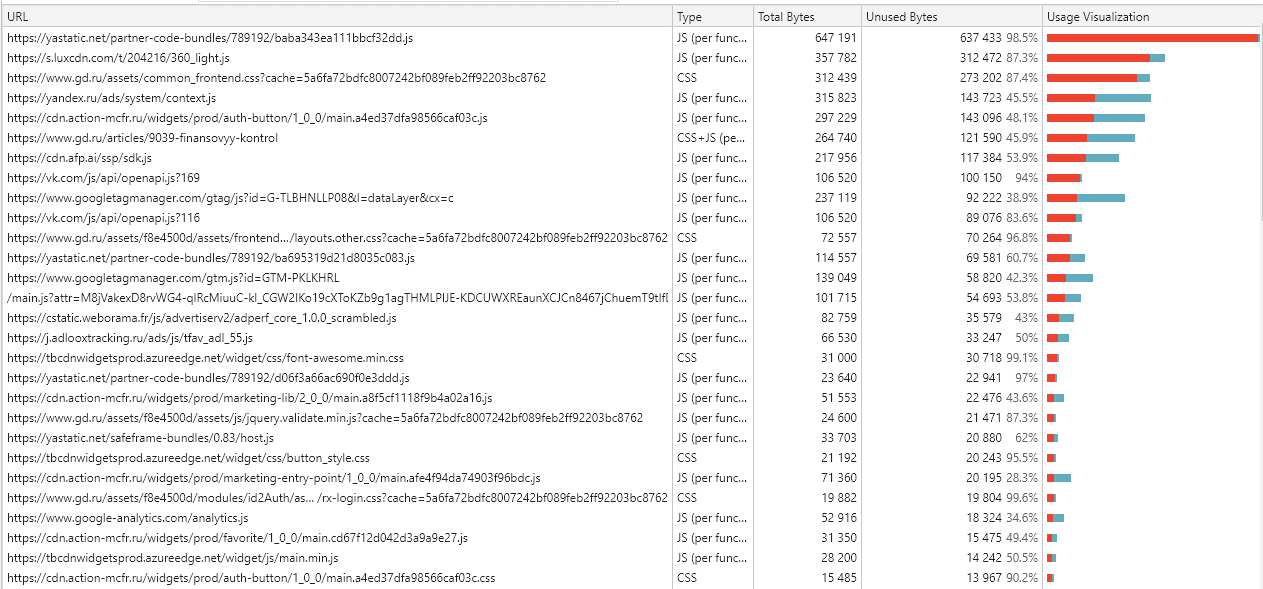 URL Type Total Bytes Unused Bytes Usage Visualization
https://yastatic.net/partner-code-bundles/789192/baba343ea111bbcf32dd.js JS (per func... 647 191 637 433 98.5%
https://s.luxcdn.com/t/204216/360_light.js JS (per func... 357 782 312 472 87.3%
https://www.gd.ru/assets/common_frontend.css?cache=5a6fa72bdfc8007242bf089feb2ff92203bc8762 CSS 312 439 273 202 87.4%
https://yandex.ru/ads/system/context.js JS (per func... 315 823 143 723 45.5%
https://cdn.action-mcfr.ru/widgets/prod/auth-button/1_0_0/main.a4ed37dfa98566caf03c.js JS (per func... 297 229 143 096 48.1%
https://www.gd.ru/articles/9039-finansovyy-kontrol CSS+JS (pe... 264 740 121 590 45.9%
https://cdn.afp.ai/ssp/sdk.js JS (per func... 217 956 117 384 53.9%
https://vk.com/js/api/openapi.js?169 JS (per func... 106 520 100 150 94%
https://www.googletagmanager.com/gtag/js?id=G-TLBHNLLP08&l=dataLayer&cx=c JS (per func... 237 119 92 222 38.9%
https://vk.com/js/api/openapi.js?116 JS (per func... 106 520 89 076 83.6%
https://www.gd.ru/assets/f8e4500d/assets/frontend.../layouts.other.css?cache=5a6fa72bdfc8007242bf089feb2ff92203bc8762 CSS 72 557 70 264 96.8%
https://yastatic.net/partner-code-bundles/789192/ba695319d21d8035c083.js JS (per func... 114 557 69 581 60.7%
https://www.googletagmanager.com/gtm.js?id=GTM-PKLKHRL JS (per func... 139 049 58 820 42.3%
JS (per func... 101 715 54 693 53.8%
https://cstatic.weborama.fr/js/advertiserv2/adperf_core_1.0.0_scrambled.js JS (per func... 82 759 35 579 43%
https://j.adlooxtracking.ru/ads/js/tfav_adl_55.js JS (per func... 66 530 33 247 50%
https://tbcdnwidgetsprod.azureedge.net/widget/css/font-awesome.min.css CSS 31 000 30 718 99.1%
https://yastatic.net/partner-code-bundles/789192/d06f3a66ac690f0e3ddd.js JS (per func... 23 640 22 941 97%
https://cdn.action-mcfr.ru/widgets/prod/marketing-lib/2_0_0/main.a8f5cf1118f9b4a02a16.js JS (per func... 51 553 22 476 43.6%
https://www.gd.ru/assets/f8e4500d/assets/js/jquery.validate.min.js?cache=5a6fa72bdfc8007242bf089feb2ff92203bc8762 JS (per func... 24 600 21 471 87.3%
https://yastatic.net/safeframe-bundles/0.83/host.js JS (per func... 33 703 20 880 62%
https://tbcdnwidgetsprod.azureedge.net/widget/css/button_style.css CSS 21 192 20 243 95.5%
https://cdn.action-mcfr.ru/widgets/prod/marketing-entry-point/1_0_0/main.afe4f94da74903f96bdc.js JS (per func... 71 360 20 195 28.3%
https://www.gd.ru/assets/f8e4500d/modules/id2Auth/as... /rx-login.css?cache=5a6fa72bdfc8007242bf089feb2ff92203bc8762 CSS 19 882 19 804 99.6%
https://www.google-analytics.com/analytics.js JS (per func... 52 916 18 324 34.6%
https://cdn.action-mcfr.ru/widgets/prod/favorite/1_0_0/main.cd67f12d042d3a9a9e27.js JS (per func... 31 350 15 475 49.4%
https://tbcdnwidgetsprod.azureedge.net/widget/js/main.min.js JS (per func... 28 200 14 242 50.5%
https://cdn.action-mcfr.ru/widgets/prod/auth-button/1_0_0/main.a4ed37dfa98566caf03c.css CSS 15 485 13 967 90.2%